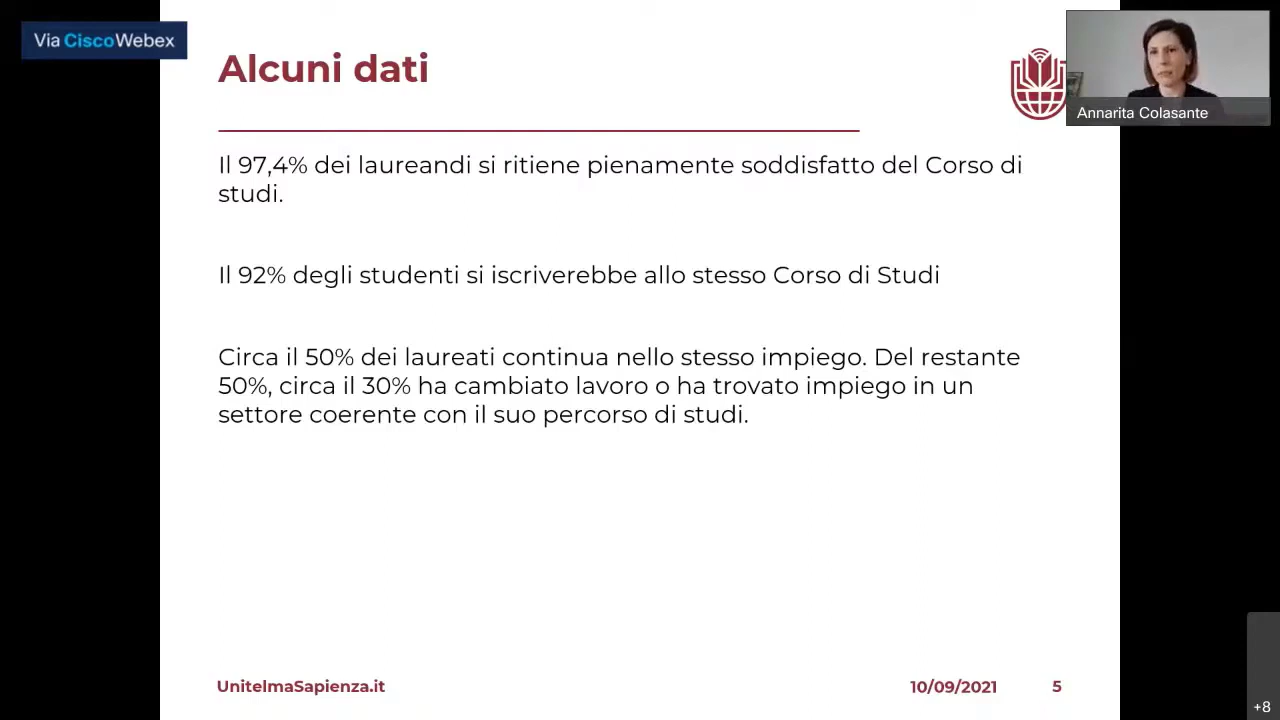 Via CiscoWebex
Alcuni dati
Annarita Colasante
Il 97,4% dei laureandi si ritiene pienamente soddisfatto del Corso di
studi.
Il 92% degli studenti si iscriverebbe allo stesso Corso di Studi
Circa il 50% dei laureati continua nello stesso impiego. Del restante
50%, circa il 30% ha cambiato lavoro o ha trovato impiego in un
settore coerente con il suo percorso di studi.
UnitelmaSapienza.it
10/09/2021
5
+8